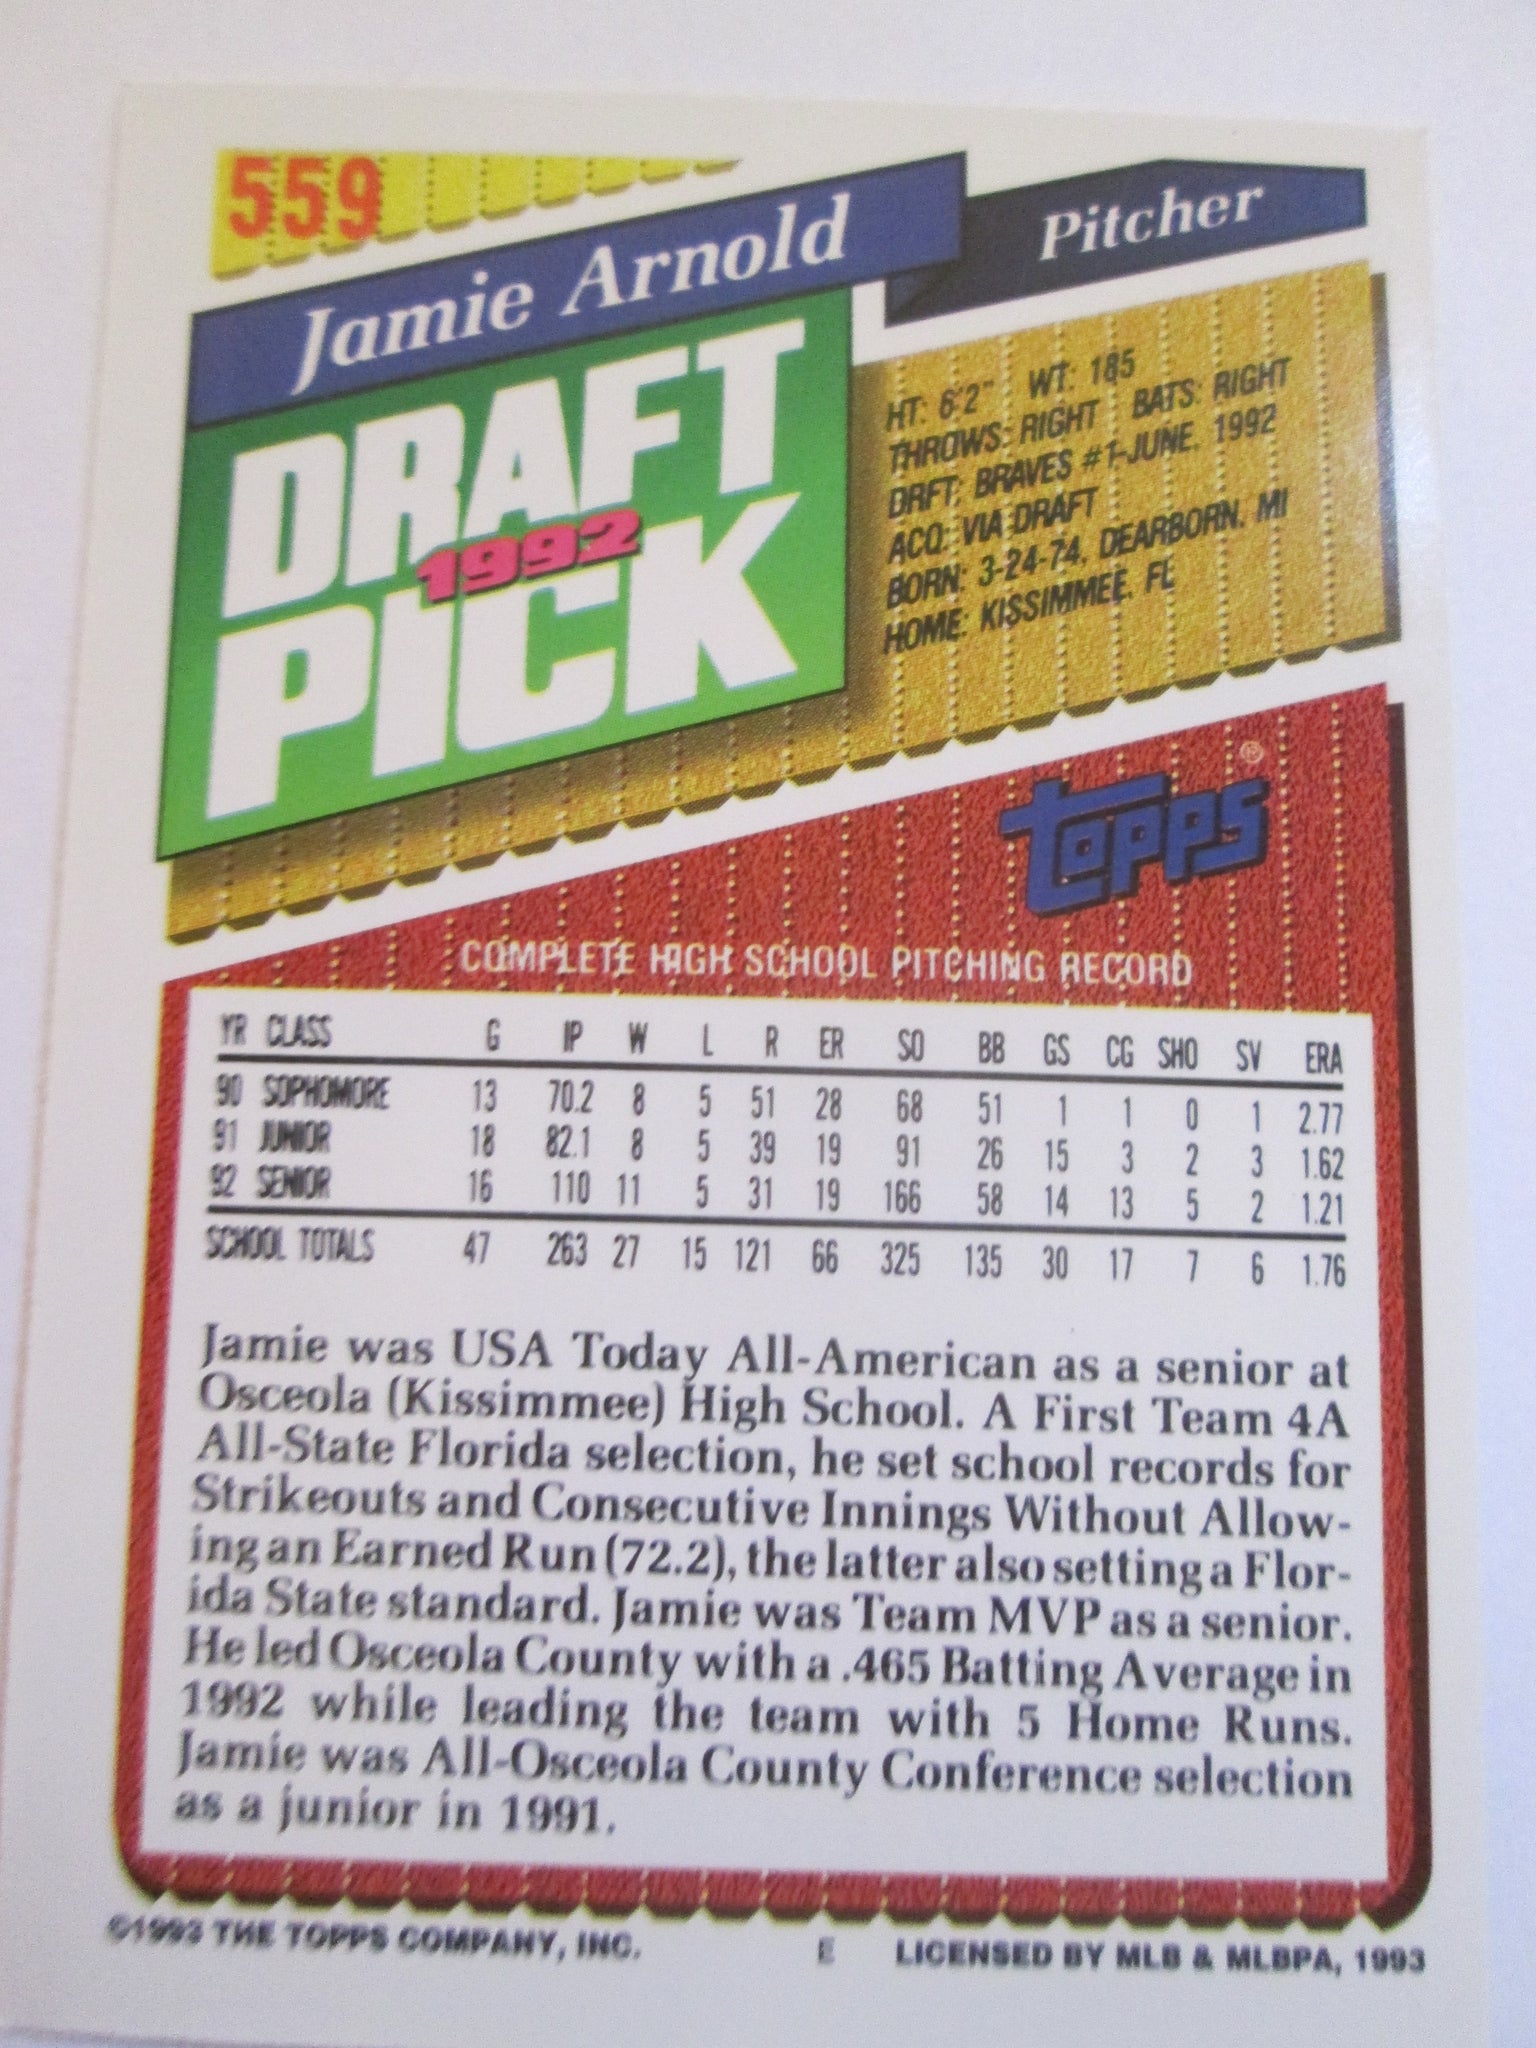 559
Jamie Arnold
Pitcher
DRAFT
1992
PICK
HT: 6'2" WT: 185
THROWS: RIGHT BATS: RIGHT
DRFT: BRAVES #1-JUNE, 1992
ACQ: VIA DRAFT
BORN: 3-24-74, DEARBORN, MI
HOME: KISSIMMEE, FL
topps®
COMPLETE HIGH SCHOOL PITCHING RECORD
YR CLASS G IP W L R ER SO BB GS CG SHO SV ERA
90 SOPHOMORE 13 70.2 8 5 51 28 68 51 1 1 0 1 2.77
91 JUNIOR 18 82.1 8 5 39 19 91 26 15 3 2 3 1.62
92 SENIOR 16 110 11 5 31 19 166 58 14 13 5 2 1.21
SCHOOL TOTALS 47 263 27 15 121 66 325 135 30 17 7 6 1.76
Jamie was USA Today All-American as a senior at
Osceola (Kissimmee) High School. A First Team 4A
All-State Florida selection, he set school records for
Strikeouts and Consecutive Innings Without Allow-
ing an Earned Run (72.2), the latter also setting a Flor-
ida State standard. Jamie was Team MVP as a senior.
He led Osceola County with a .465 Batting Average in
1992 while leading the team with 5 Home Runs.
Jamie was All-Osceola County Conference selection
as a junior in 1991.
©1993 THE TOPPS COMPANY, INC. E LICENSED BY MLB & MLBPA, 1993